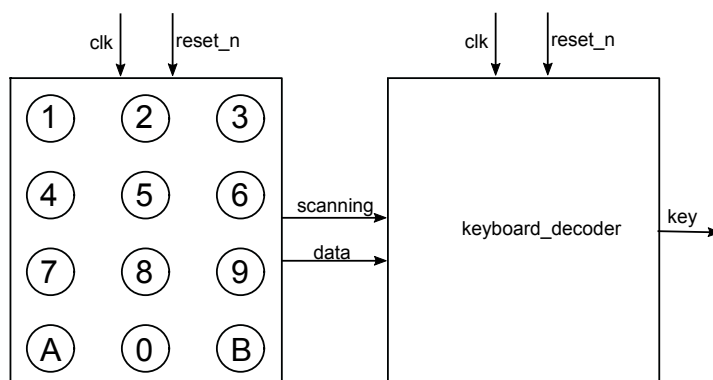 clk reset_n
clk reset_n
1 2 3
4 5 6
scanning
key
keyboard_decoder
data
7 8 9
A 0 B